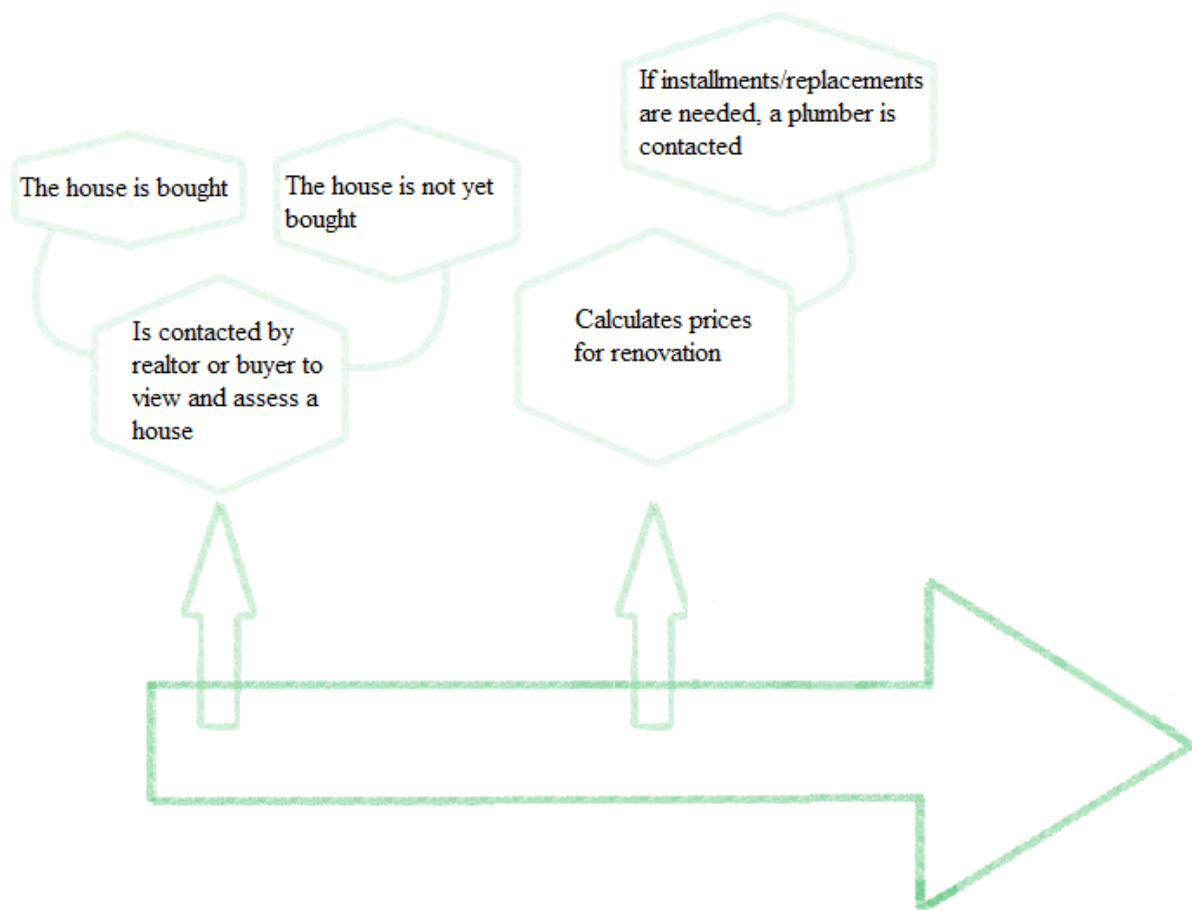 The house is bought
The house is not yet
bought
If installments/replacements
are needed, a plumber is
contacted
Is contacted by
realtor or buyer to
view and assess a
house
Calculates prices
for renovation